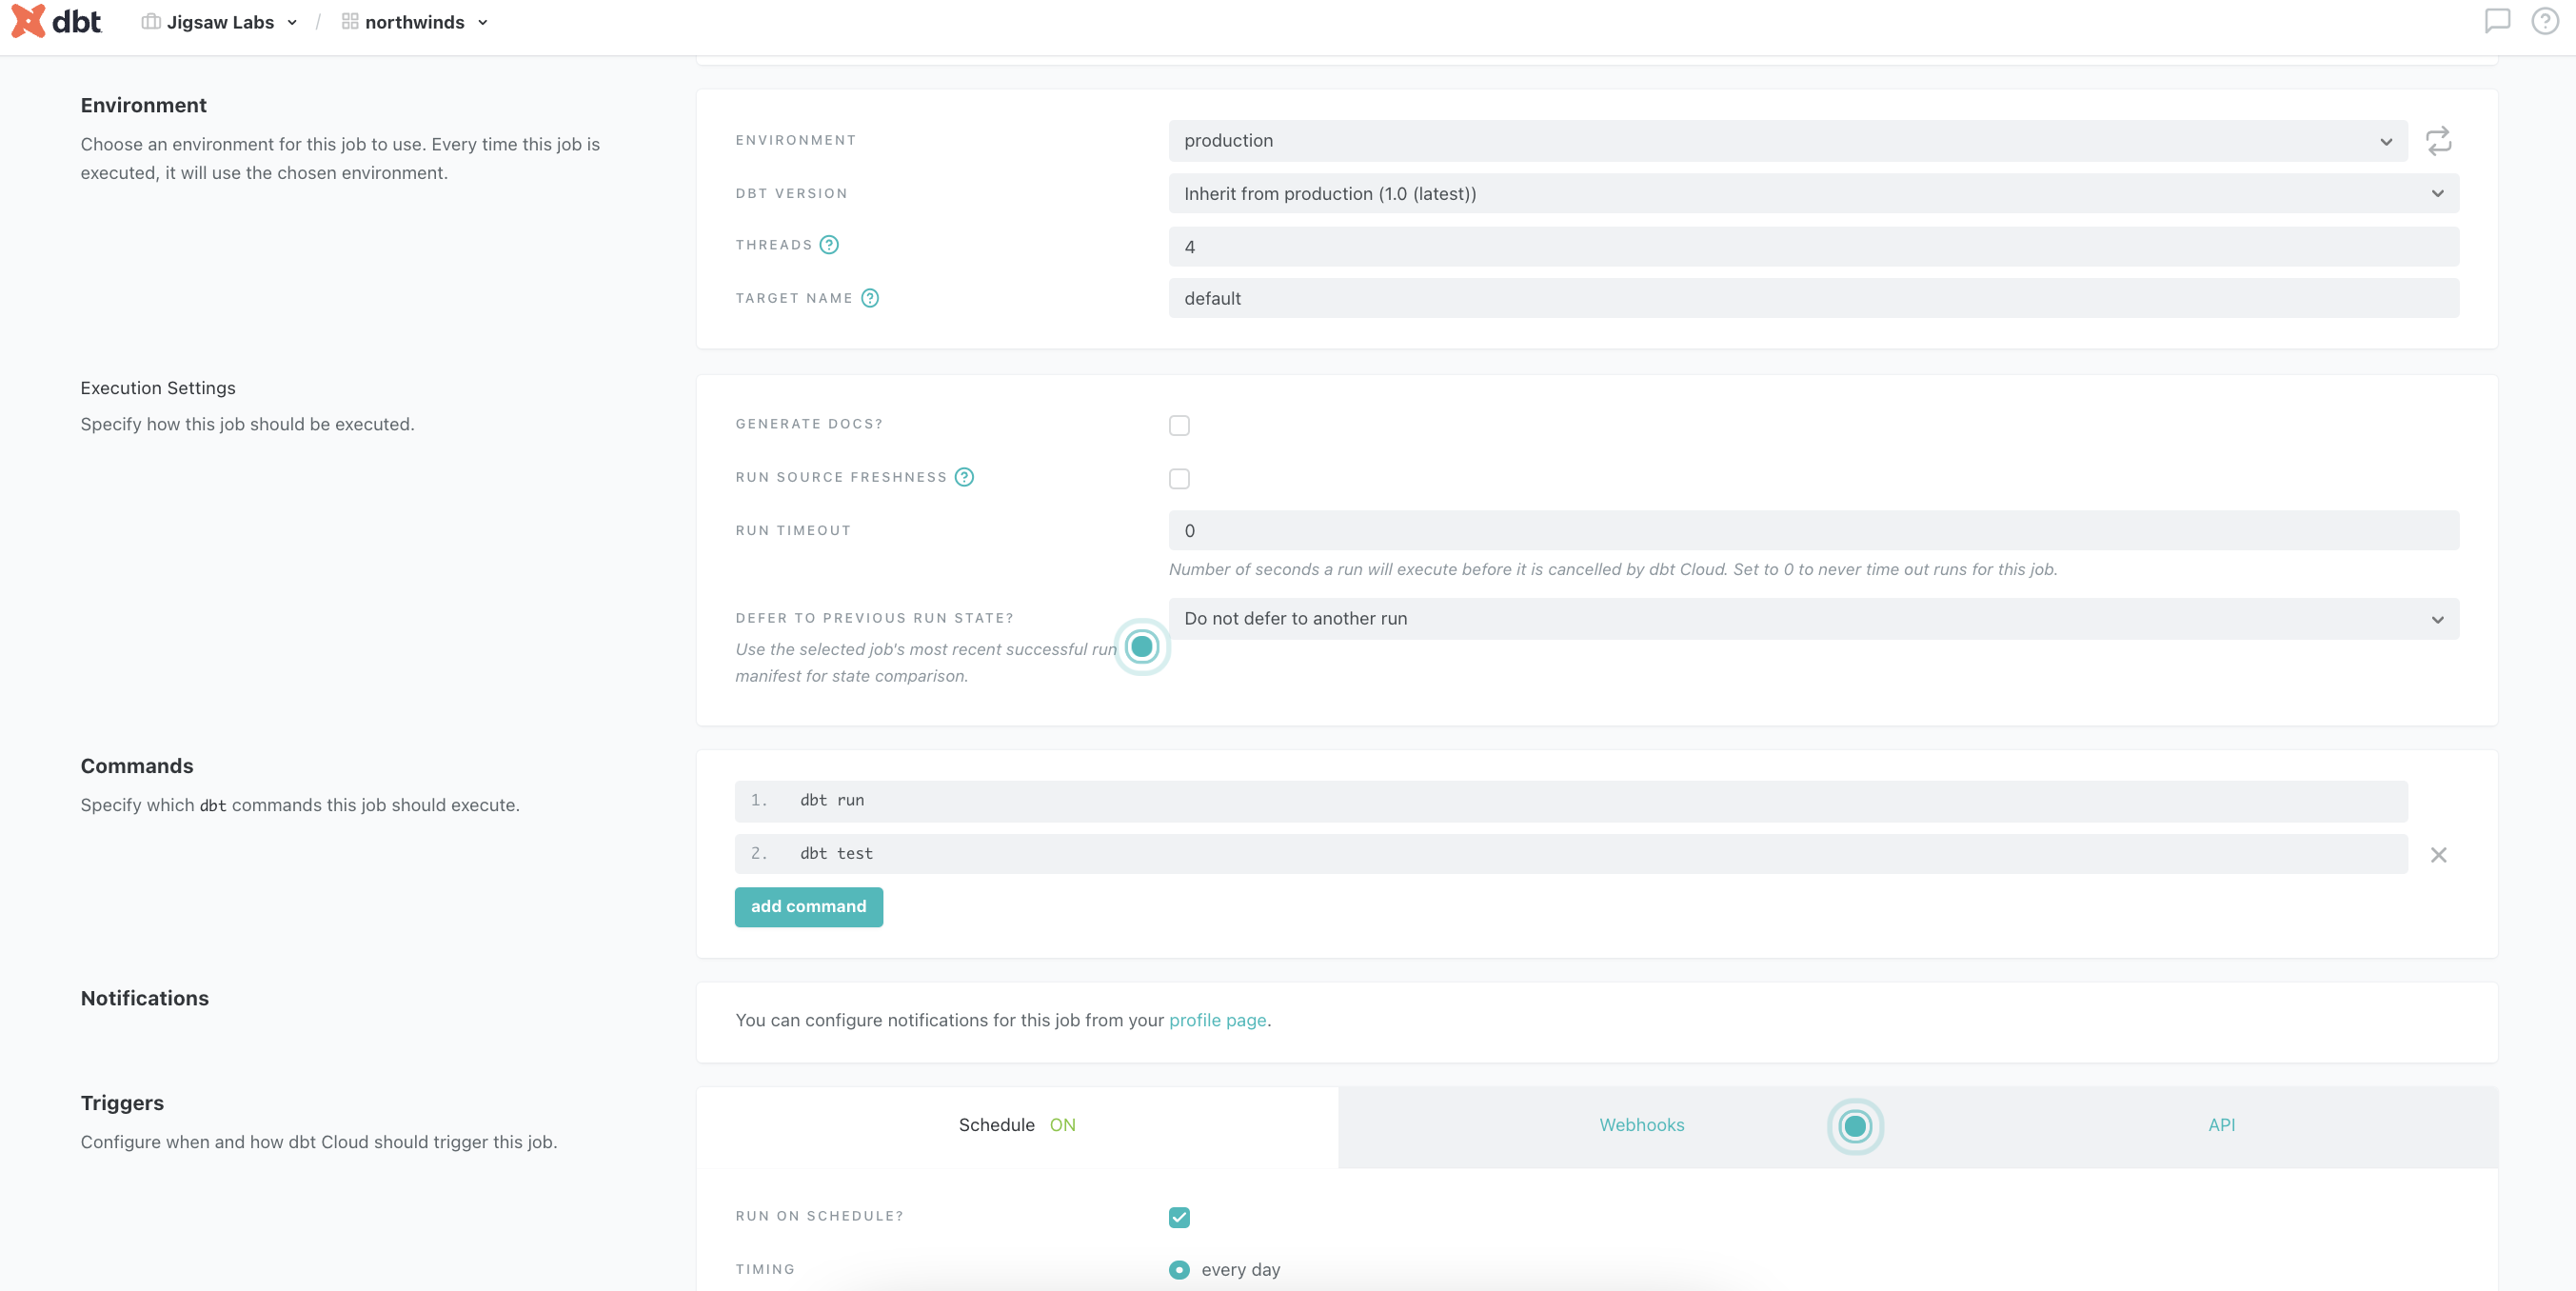 dbt Jigsaw Labs / northwinds
Environment
Choose an environment for this job to use. Every time this job is
executed, it will use the chosen environment.
ENVIRONMENT production
DBT VERSION Inherit from production (1.0 (latest))
THREADS ? 4
TARGET NAME ? default
Execution Settings
Specify how this job should be executed.
GENERATE DOCS?
RUN SOURCE FRESHNESS ?
RUN TIMEOUT 0
Number of seconds a run will execute before it is cancelled by dbt Cloud. Set to 0 to never time out runs for this job.
DEFER TO PREVIOUS RUN STATE? Do not defer to another run
Use the selected job's most recent successful run
manifest for state comparison.
Commands
Specify which dbt commands this job should execute.
1. dbt run
2. dbt test
add command
Notifications
You can configure notifications for this job from your profile page.
Triggers
Configure when and how dbt Cloud should trigger this job.
Schedule ON Webhooks API
RUN ON SCHEDULE?
TIMING every day